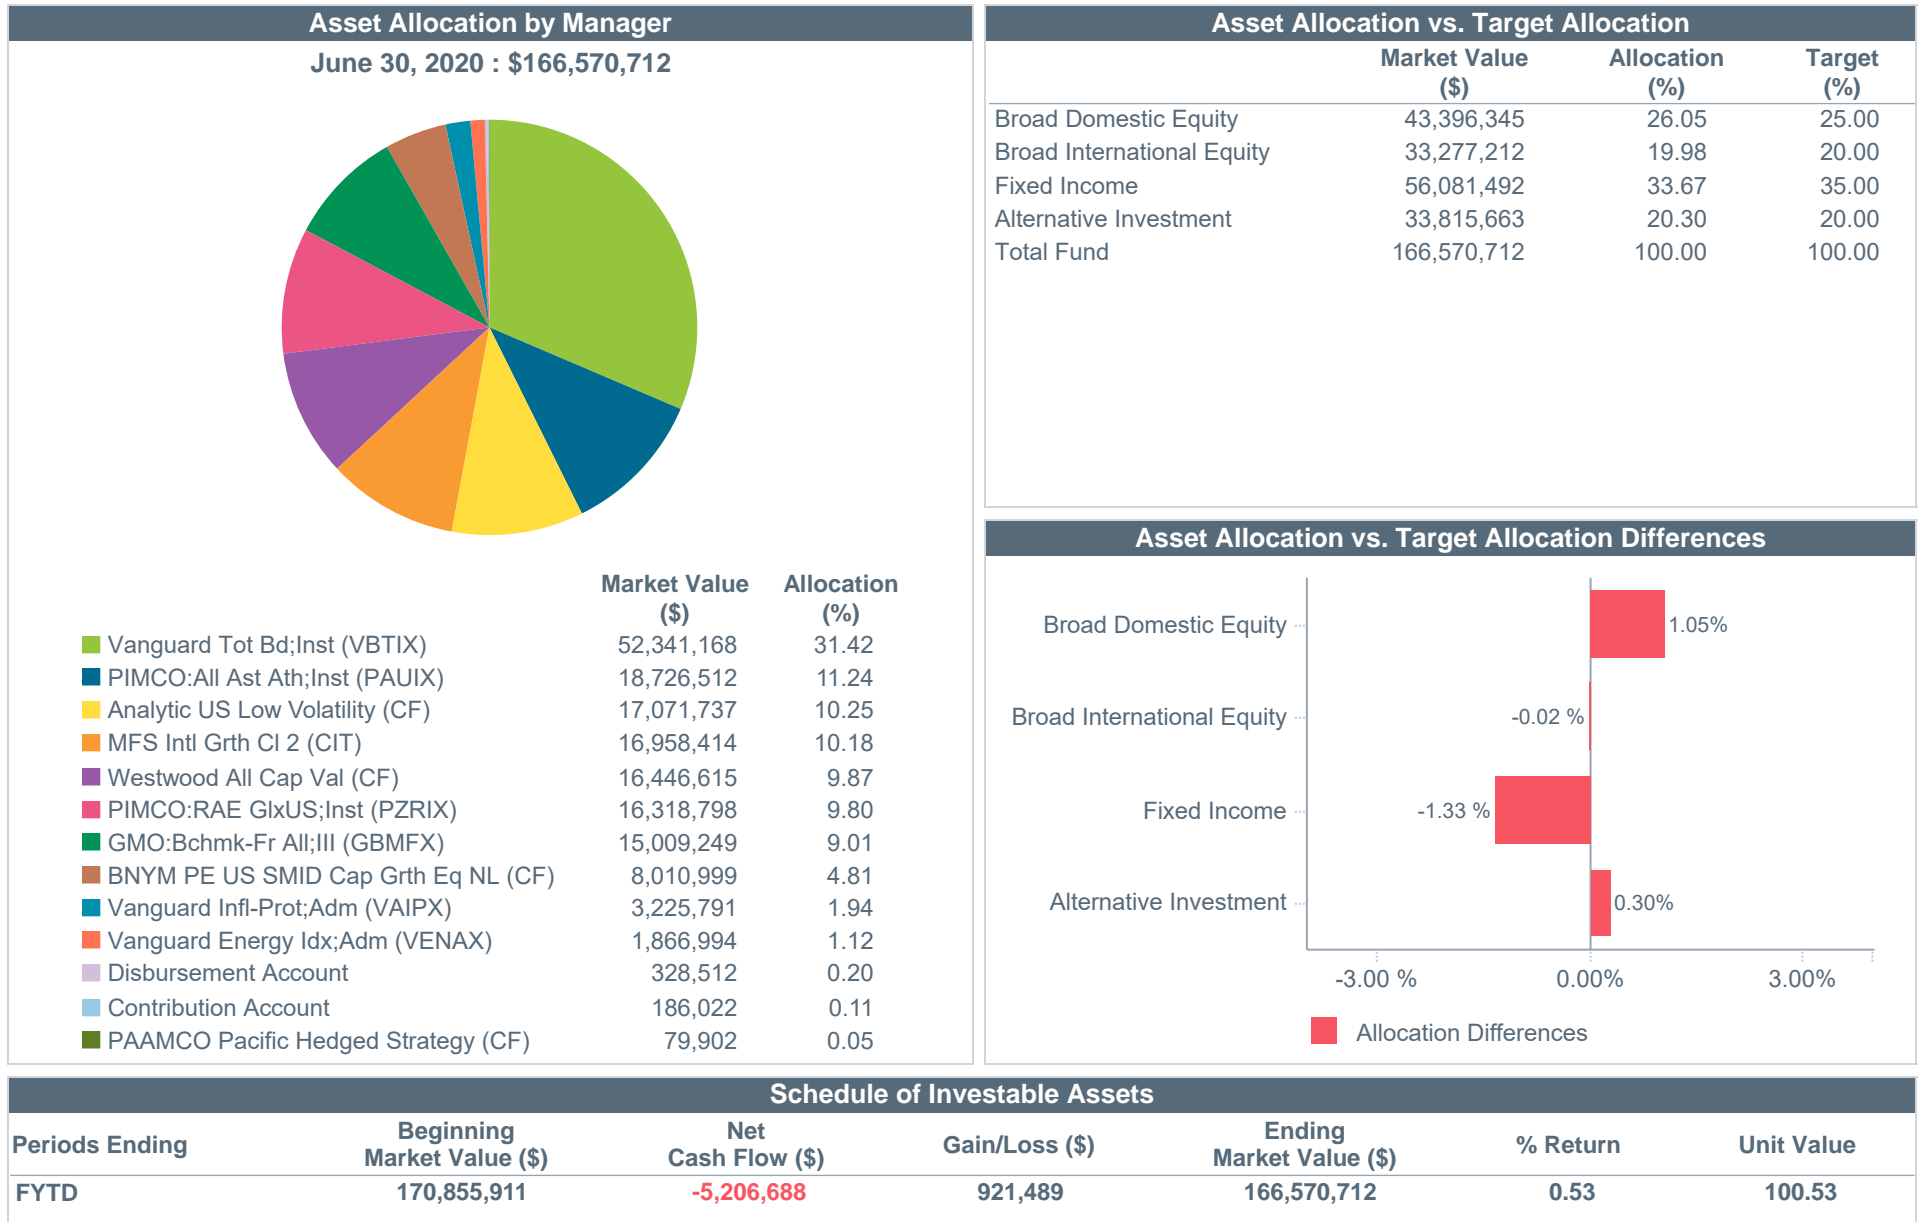 Asset Allocation by Manager
June 30, 2020 : $166,570,712
Market Value Allocation
($) (%)
Vanguard Tot Bd;Inst (VBTIX) 52,341,168 31.42
PIMCO:All Ast Ath;Inst (PAUIX) 18,726,512 11.24
Analytic US Low Volatility (CF) 17,071,737 10.25
MFS Intl Grth Cl 2 (CIT) 16,958,414 10.18
Westwood All Cap Val (CF) 16,446,615 9.87
PIMCO:RAE GlxUS;Inst (PZRIX) 16,318,798 9.80
GMO:Bchmk-Fr All;III (GBMFX) 15,009,249 9.01
BNYM PE US SMID Cap Grth Eq NL (CF) 8,010,999 4.81
Vanguard Infl-Prot;Adm (VAIPX) 3,225,791 1.94
Vanguard Energy Idx;Adm (VENAX) 1,866,994 1.12
Disbursement Account 328,512 0.20
Contribution Account 186,022 0.11
PAAMCO Pacific Hedged Strategy (CF) 79,902 0.05
Asset Allocation vs. Target Allocation
Market Value Allocation Target
($) (%) (%)
Broad Domestic Equity 43,396,345 26.05 25.00
Broad International Equity 33,277,212 19.98 20.00
Fixed Income 56,081,492 33.67 35.00
Alternative Investment 33,815,663 20.30 20.00
Total Fund 166,570,712 100.00 100.00
Asset Allocation vs. Target Allocation Differences
Broad Domestic Equity 1.05%
Broad International Equity -0.02 %
Fixed Income -1.33 %
Alternative Investment 0.30%
-3.00 % 0.00% 3.00%
Allocation Differences
Schedule of Investable Assets
Periods Ending Beginning Market Value ($) Net Cash Flow ($) Gain/Loss ($) Ending Market Value ($) % Return Unit Value
FYTD 170,855,911 -5,206,688 921,489 166,570,712 0.53 100.53